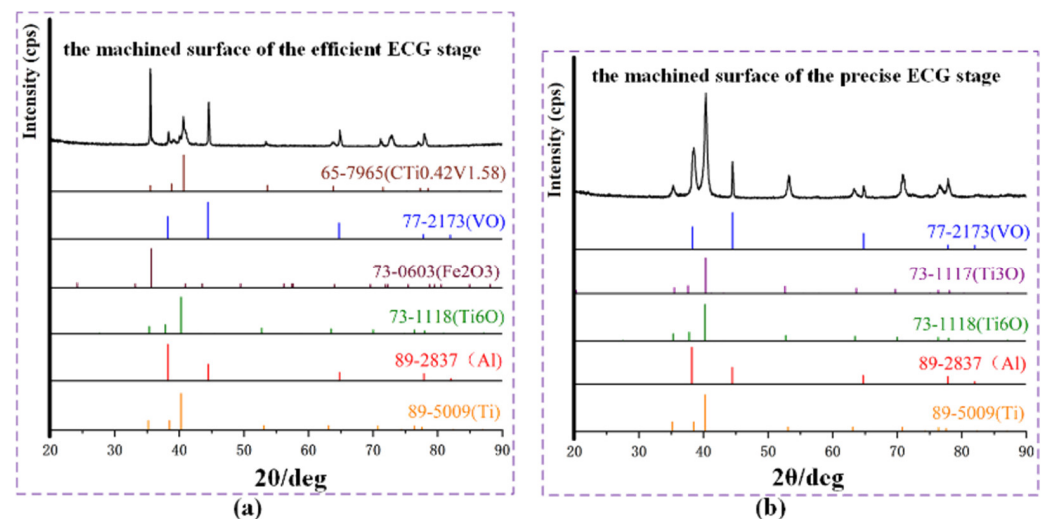 the machined surface of the efficient ECG stage
Intensity (cps)
65-7965(CTi0.42V1.58)
77-2173(VO)
73-0603(Fe2O3)
73-1118(Ti6O)
89-2837（Al）
89-5009(Ti)
20 30 40 50 60 70 80 90
2θ/deg
(a)
the machined surface of the precise ECG stage
Intensity (cps)
77-2173(VO)
73-1117(Ti3O)
73-1118(Ti6O)
89-2837（Al）
89-5009(Ti)
20 30 40 50 60 70 80 90
2θ/deg
(b)